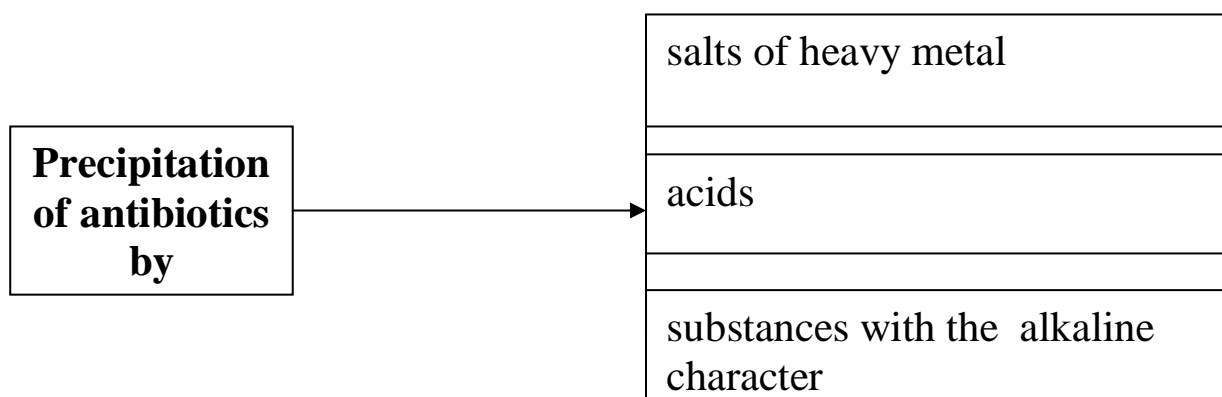 salts of heavy metal
Precipitation
of antibiotics
by
acids
substances with the alkaline
character